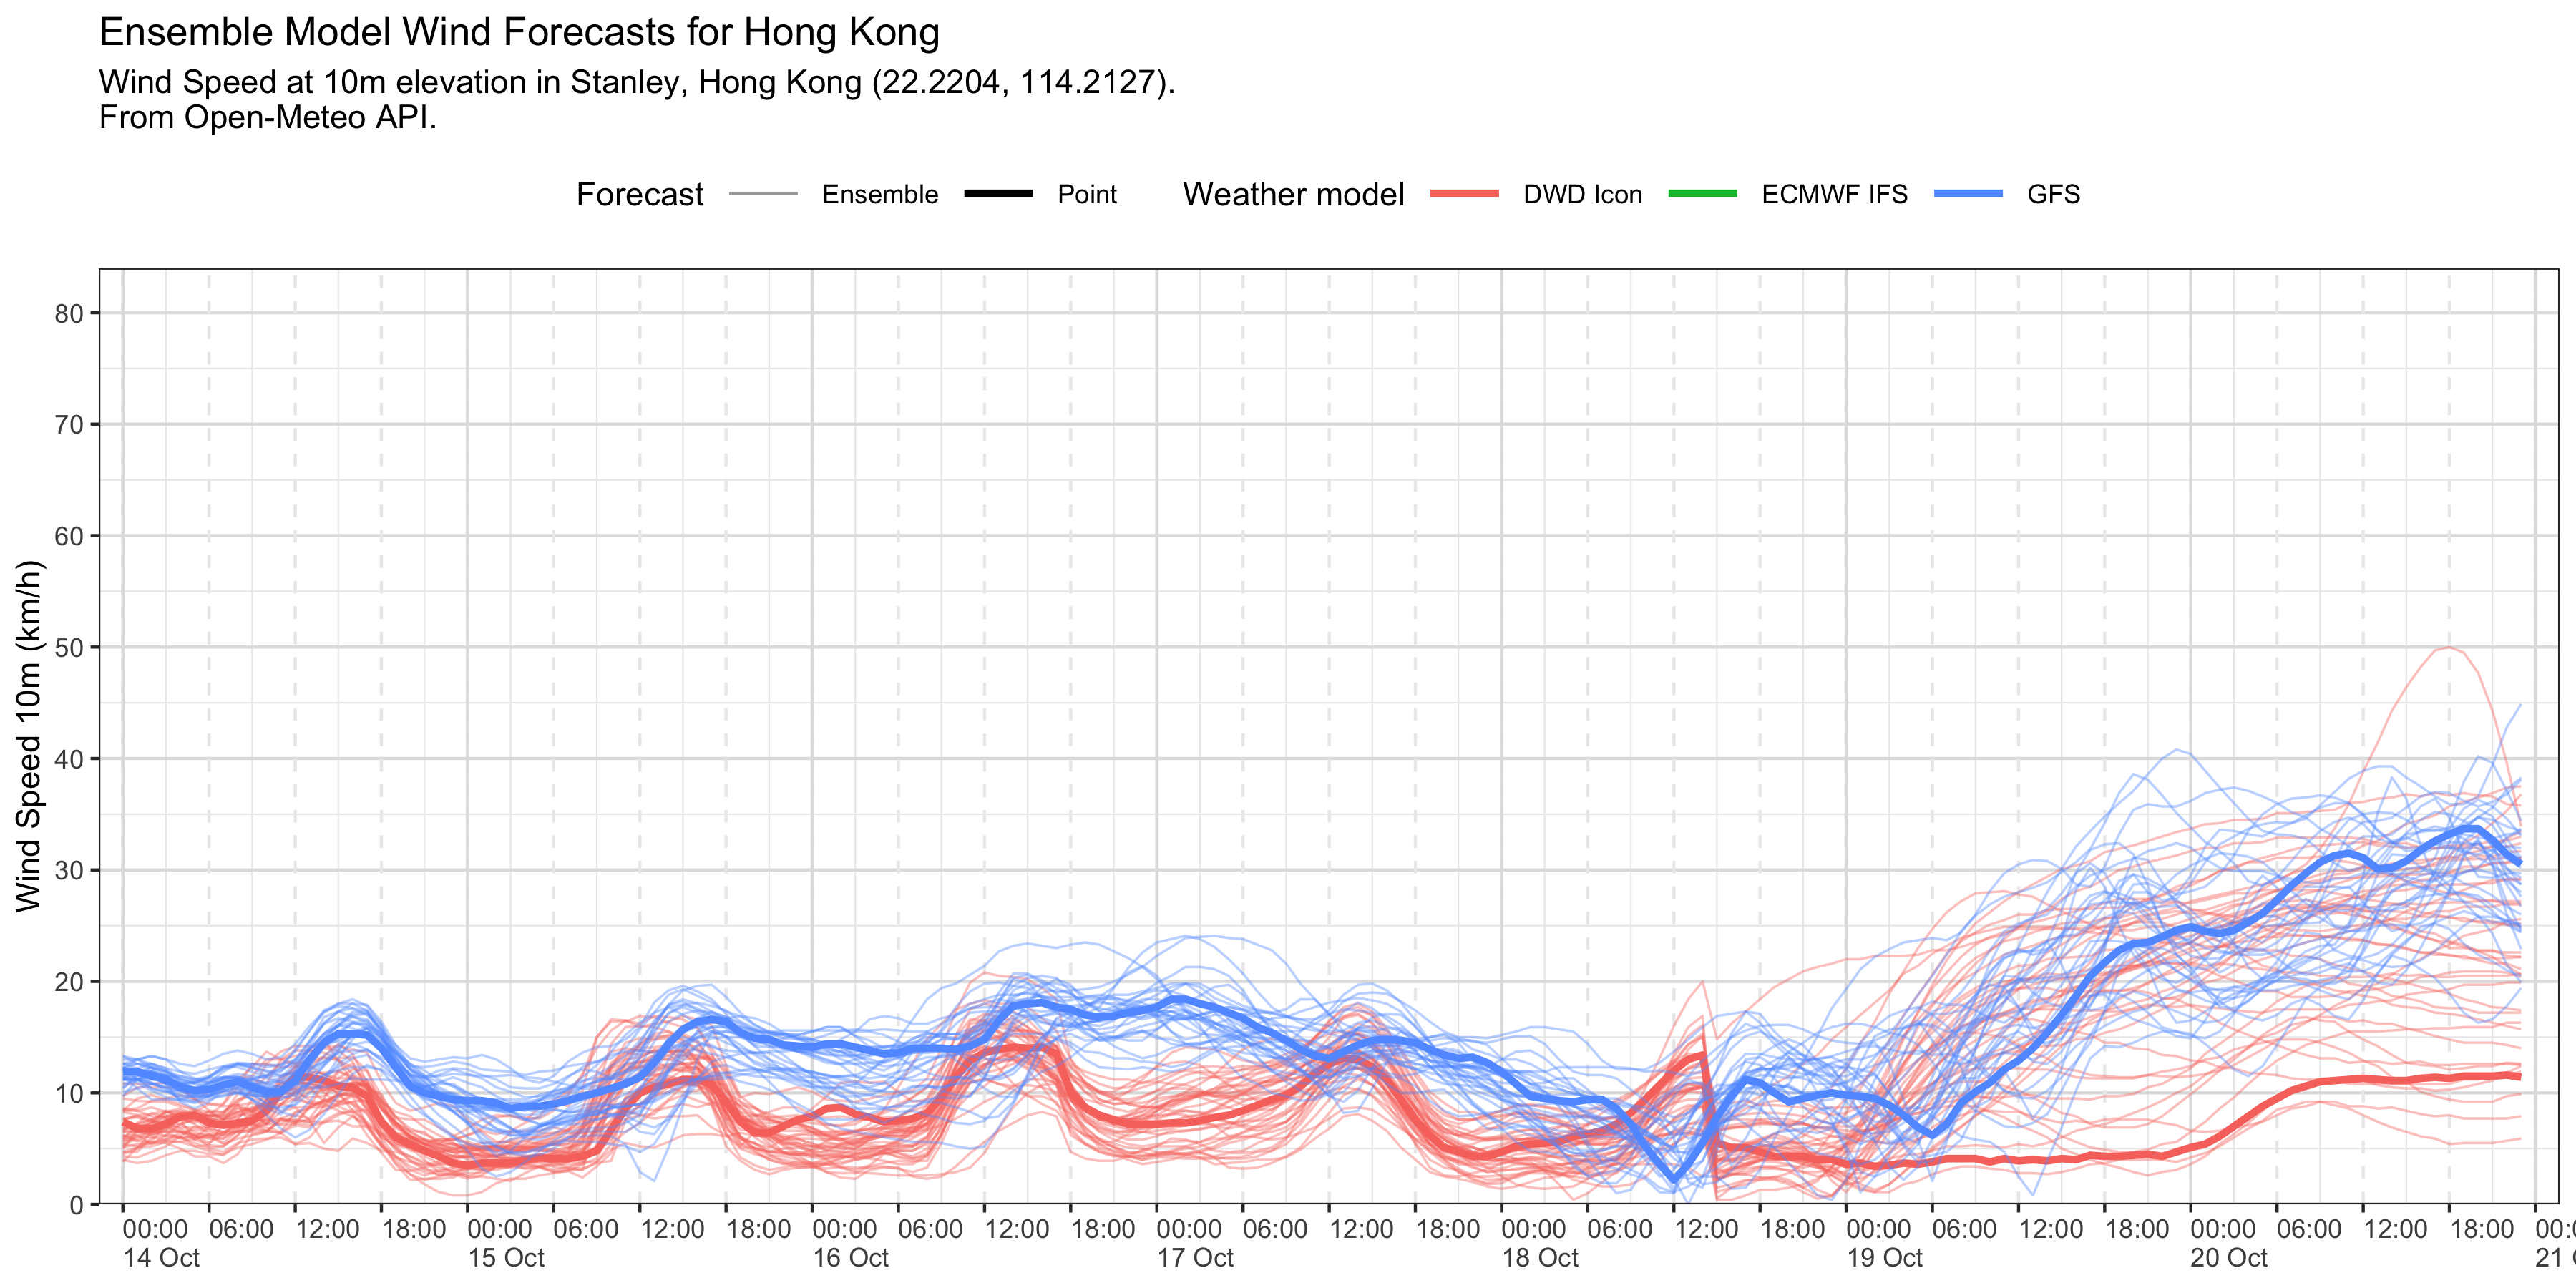 Ensemble Model Wind Forecasts for Hong Kong
Wind Speed at 10m elevation in Stanley, Hong Kong (22.2204, 114.2127).
From Open-Meteo API.
Forecast Ensemble Point Weather model DWD Icon ECMWF IFS GFS
Wind Speed 10m (km/h)
80
70
60
50
40
30
20
10
0
00:00 06:00 12:00 18:00 00:00 06:00 12:00 18:00 00:00 06:00 12:00 18:00 00:00 06:00 12:00 18:00 00:00 06:00 12:00 18:00 00:00 06:00 12:00 18:00 00:00 06:00 12:00 18:00
14 Oct 15 Oct 16 Oct 17 Oct 18 Oct 19 Oct 20 Oct 21